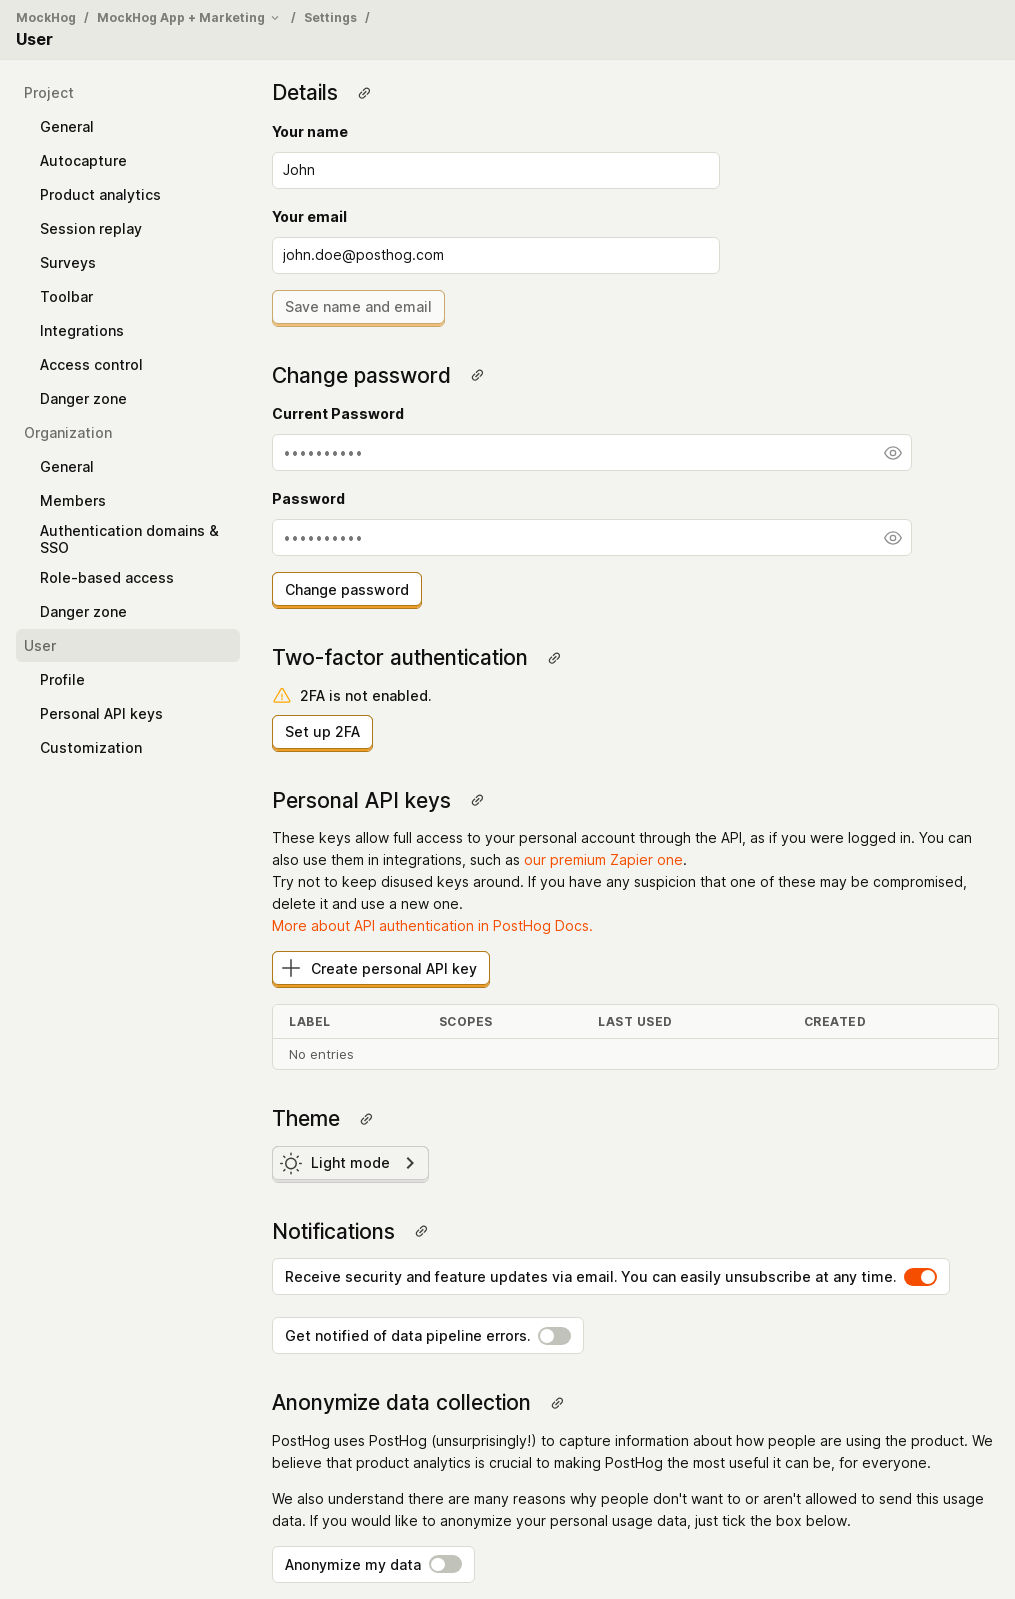 MockHog / MockHog App + Marketing / Settings /
User
Project
General
Autocapture
Product analytics
Session replay
Surveys
Toolbar
Integrations
Access control
Danger zone
Organization
General
Members
Authentication domains &
SSO
Role-based access
Danger zone
User
Profile
Personal API keys
Customization
Details
Your name
John
Your email
john.doe@posthog.com
Save name and email
Change password
Current Password
••••••••••
Password
••••••••••
Change password
Two-factor authentication
2FA is not enabled.
Set up 2FA
Personal API keys
These keys allow full access to your personal account through the API, as if you were logged in. You can
also use them in integrations, such as our premium Zapier one.
Try not to keep disused keys around. If you have any suspicion that one of these may be compromised,
delete it and use a new one.
More about API authentication in PostHog Docs.
Create personal API key
LABEL SCOPES LAST USED CREATED
No entries
Theme
Light mode
Notifications
Receive security and feature updates via email. You can easily unsubscribe at any time.
Get notified of data pipeline errors.
Anonymize data collection
PostHog uses PostHog (unsurprisingly!) to capture information about how people are using the product. We
believe that product analytics is crucial to making PostHog the most useful it can be, for everyone.
We also understand there are many reasons why people don't want to or aren't allowed to send this usage
data. If you would like to anonymize your personal usage data, just tick the box below.
Anonymize my data